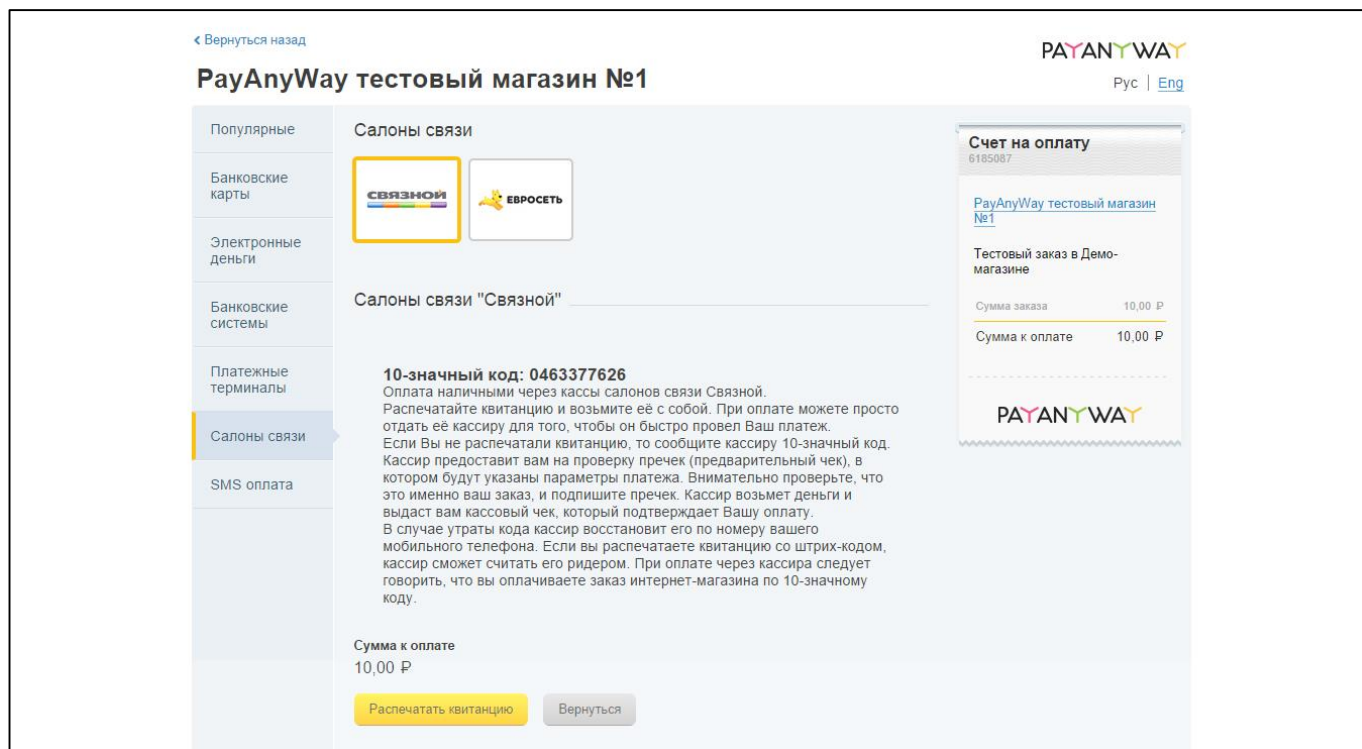 Вернуться назад
PAYANYWAY
PayAnyWay тестовый магазин №1
Рус | Eng
Популярные
Банковские
карты
Электронные
деньги
Банковские
системы
Платежные
терминалы
Салоны связи
SMS оплата
Салоны связи
СВЯЗНОЙ
ЕВРОСЕТЬ
Салоны связи "Связной"
10-значный код: 0463377626
Оплата наличными через кассы салонов связи Связной.
Распечатайте квитанцию и возьмите её с собой. При оплате можете просто
отдать её кассиру для того, чтобы он быстро провел Ваш платеж.
Если Вы не распечатали квитанцию, то сообщите кассиру 10-значный код.
Кассир предоставит вам на проверку пречек (предварительный чек), в
котором будут указаны параметры платежа. Внимательно проверьте, что
это именно ваш заказ, и подпишите пречек. Кассир возьмет деньги и
выдаст вам кассовый чек, который подтверждает Вашу оплату.
В случае утраты кода кассир восстановит его по номеру вашего
мобильного телефона. Если вы распечатаете квитанцию со штрих-кодом,
кассир сможет считать его ридером. При оплате через кассира следует
говорить, что вы оплачиваете заказ интернет-магазина по 10-значному
коду.
Сумма к оплате
10,00 ₽
Распечатать квитанцию
Вернуться
Счет на оплату
6185087
PayAnyWay тестовый магазин
№1
Тестовый заказ в Демо-
магазине
Сумма заказа 10,00 ₽
Сумма к оплате 10,00 ₽
PAYANYWAY